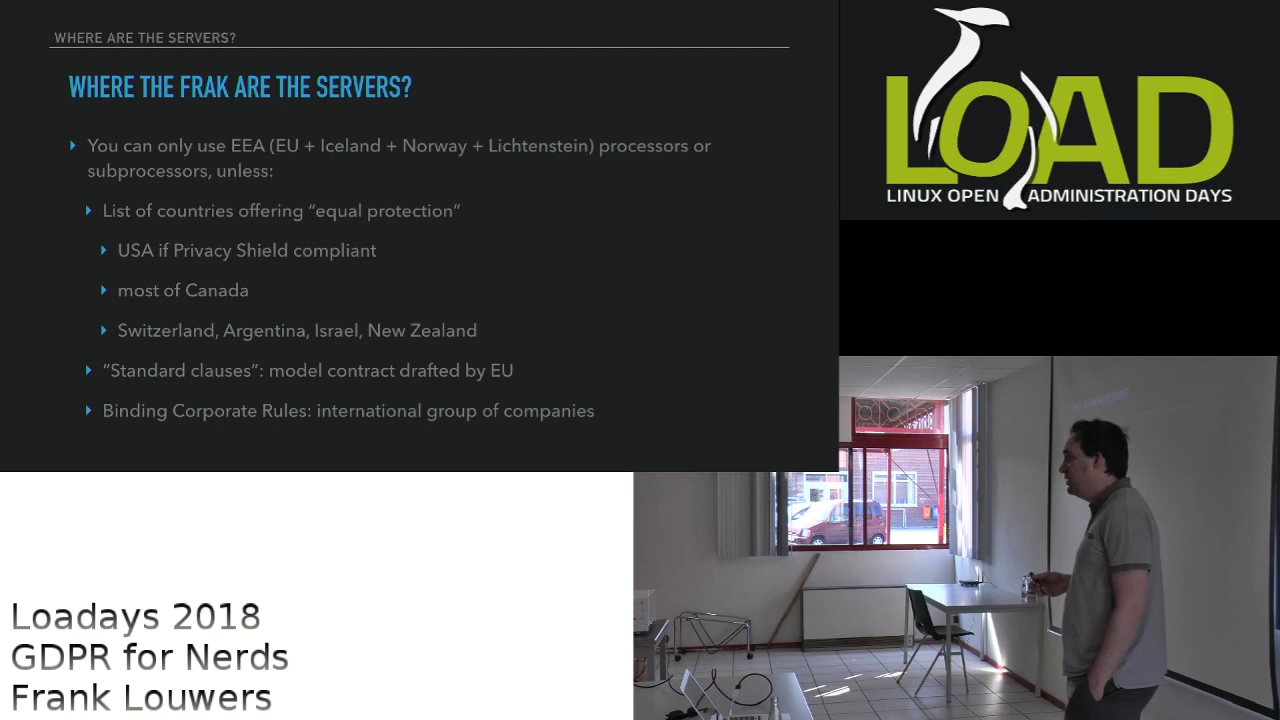 WHERE ARE THE SERVERS?
WHERE THE FRAK ARE THE SERVERS?
You can only use EEA (EU + Iceland + Norway + Lichtenstein) processors or
subprocessors, unless:
List of countries offering “equal protection”
USA if Privacy Shield compliant
most of Canada
Switzerland, Argentina, Israel, New Zealand
“Standard clauses”: model contract drafted by EU
Binding Corporate Rules: international group of companies
LOAD
LINUX OPEN ADMINISTRATION DAYS
Loadays 2018
GDPR for Nerds
Frank Louwers